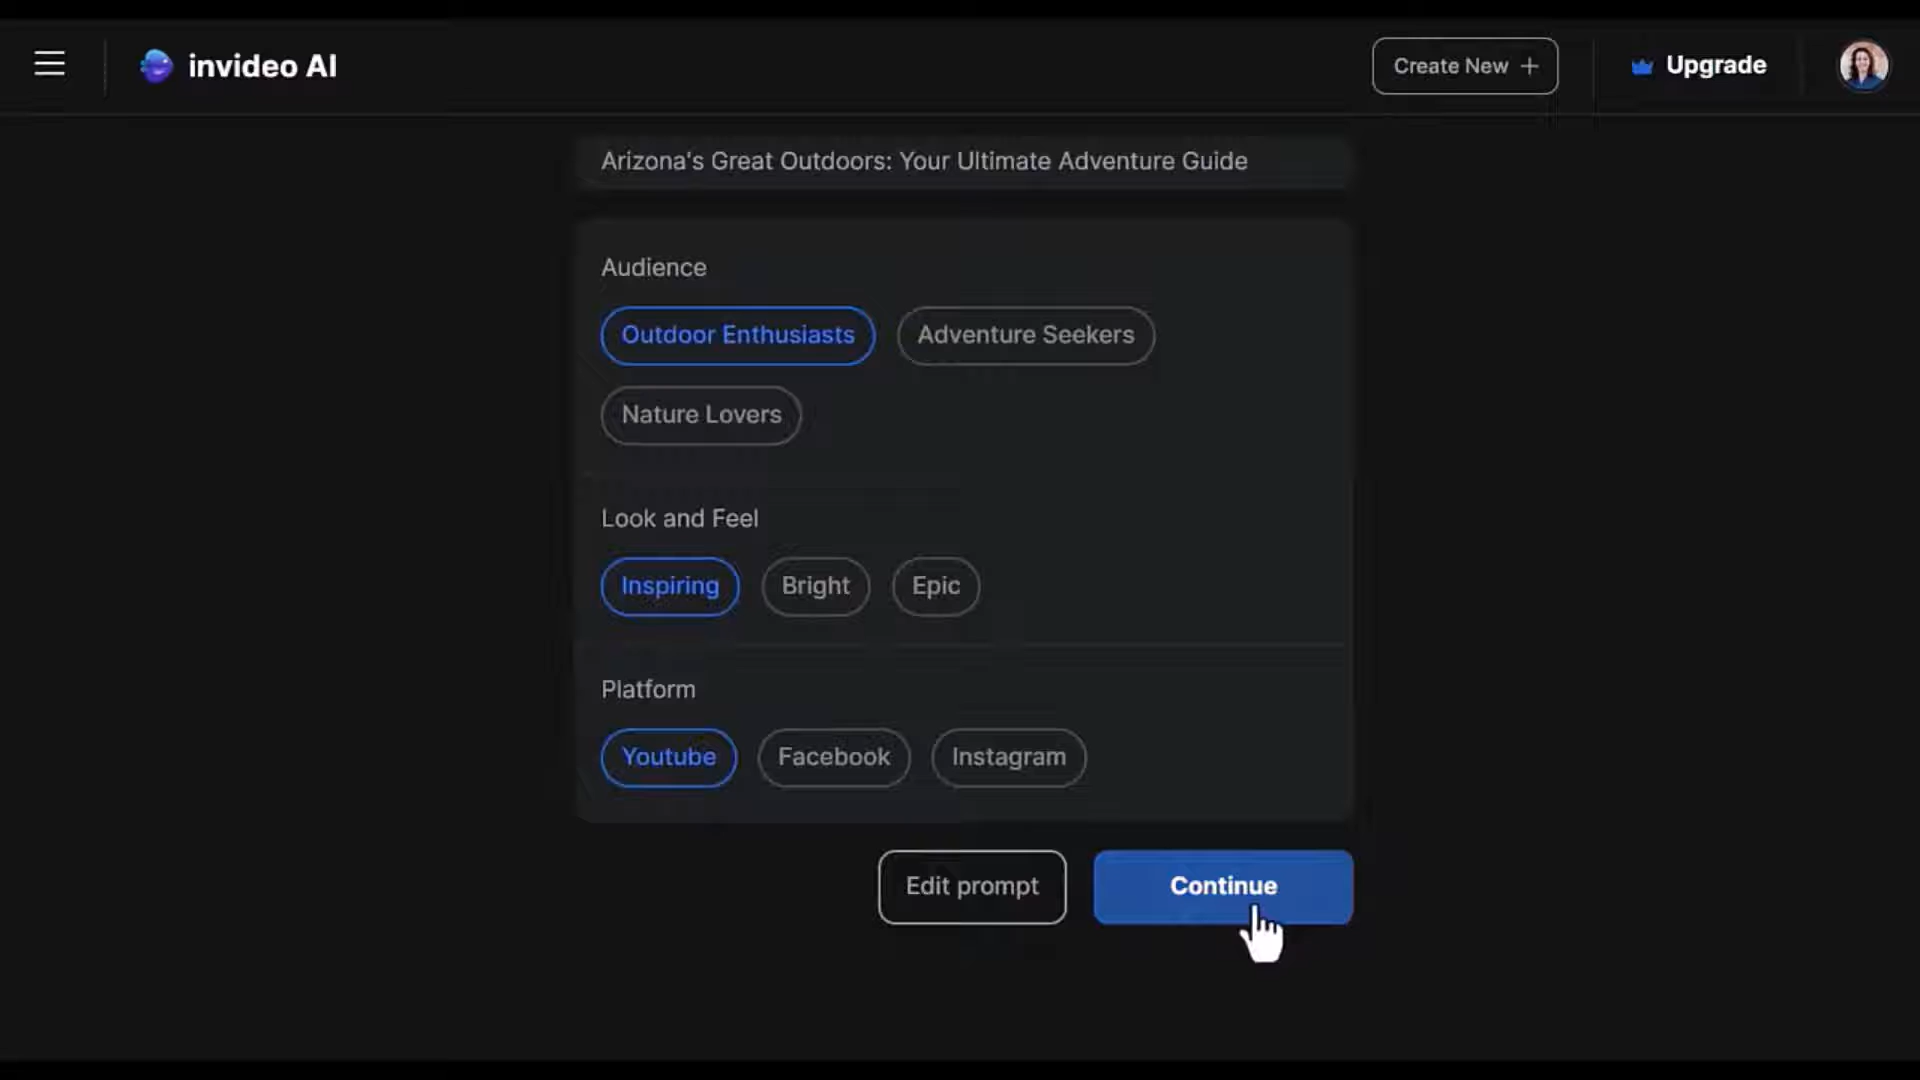 invideo AI
Create New +
Upgrade
Arizona's Great Outdoors: Your Ultimate Adventure Guide
Audience
Outdoor Enthusiasts
Adventure Seekers
Nature Lovers
Look and Feel
Inspiring
Bright
Epic
Platform
Youtube
Facebook
Instagram
Edit prompt
Continue